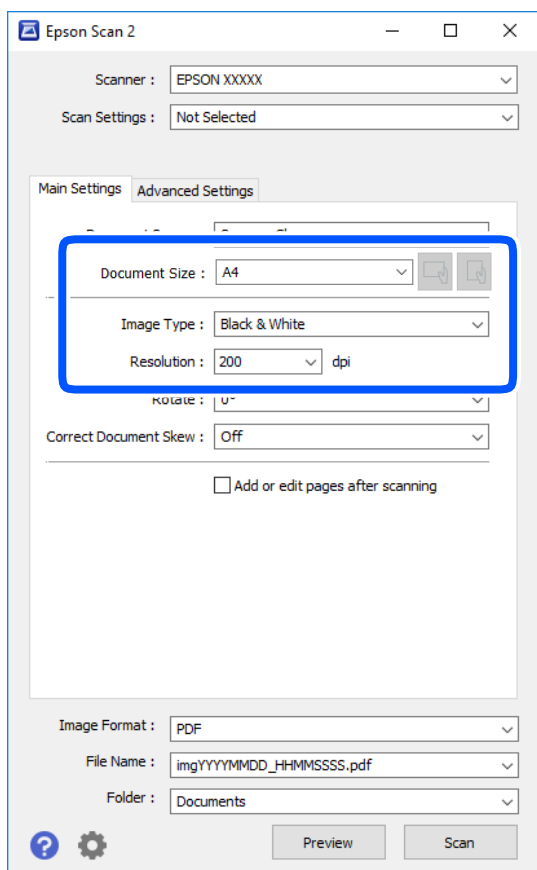 Epson Scan 2
Scanner : EPSON XXXXX
Scan Settings : Not Selected
Main Settings Advanced Settings
Document Size : A4
Image Type : Black & White
Resolution : 200 dpi
Rotate : 0°
Correct Document Skew : Off
Add or edit pages after scanning
Image Format : PDF
File Name : imgYYYYMMDD_HHMMSSSS.pdf
Folder : Documents
Preview Scan